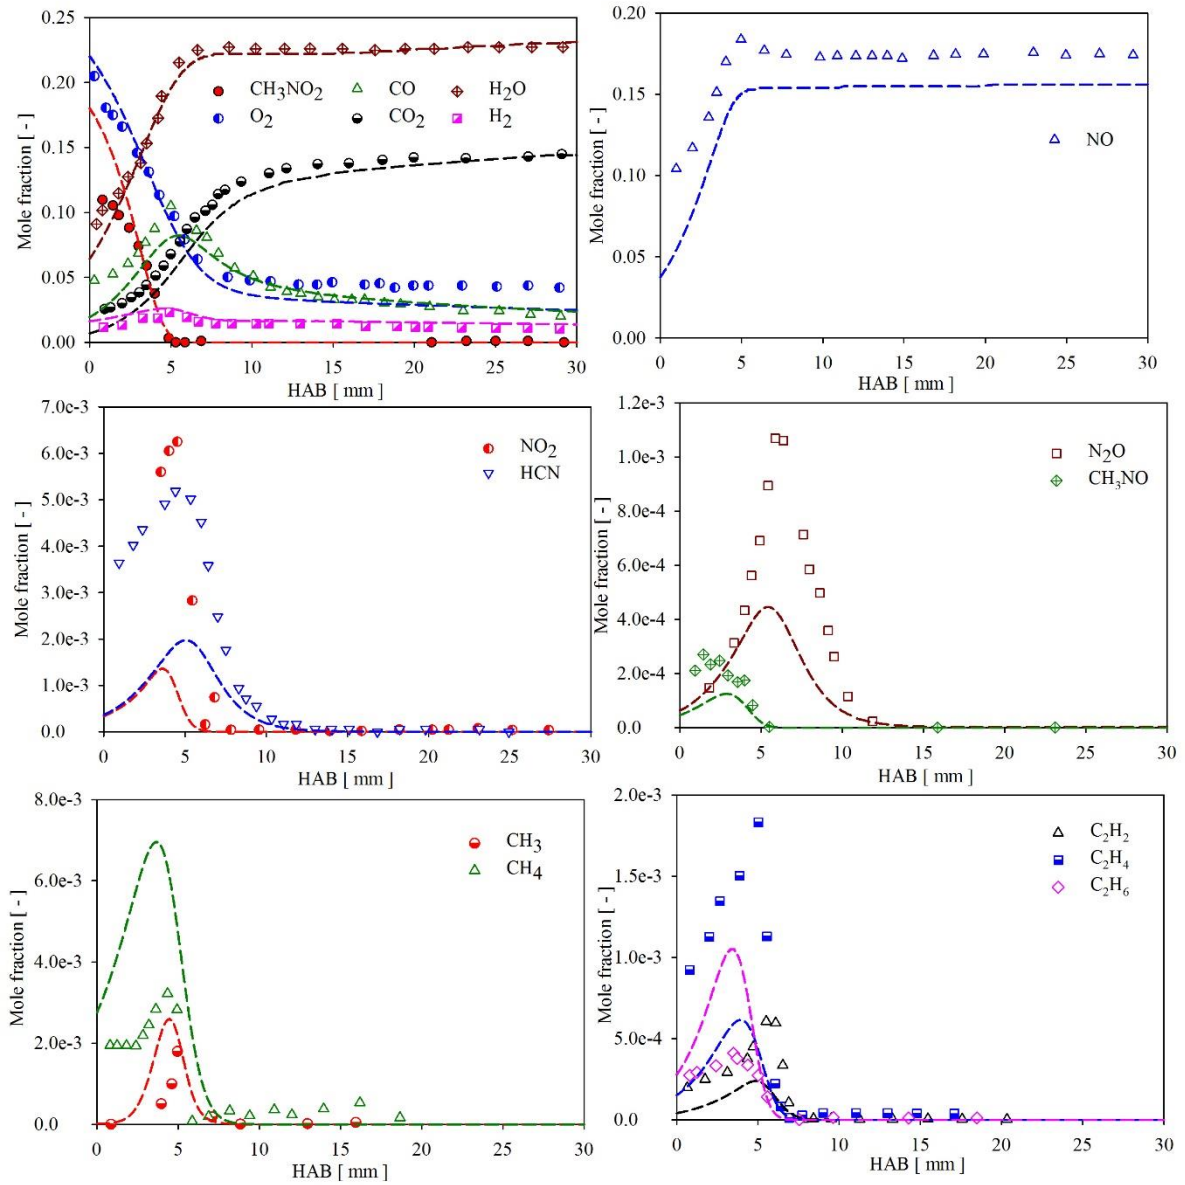 0.25
0.20
0.15
0.10
0.05
0.00
Mole fraction [ - ]
CH₃NO₂
O₂
CO
CO₂
H₂O
H₂
0 5 10 15 20 25 30
HAB [ mm ]
0.20
0.15
0.10
0.05
0.00
Mole fraction [ - ]
NO
0 5 10 15 20 25 30
HAB [ mm ]
7.0e-3
6.0e-3
5.0e-3
4.0e-3
3.0e-3
2.0e-3
1.0e-3
0.0
Mole fraction [ - ]
NO₂
HCN
0 5 10 15 20 25 30
HAB [ mm ]
1.2e-3
1.0e-3
8.0e-4
6.0e-4
4.0e-4
2.0e-4
0.0
Mole fraction [ - ]
N₂O
CH₃NO
0 5 10 15 20 25 30
HAB [ mm ]
8.0e-3
6.0e-3
4.0e-3
2.0e-3
0.0
Mole fraction [ - ]
CH₃
CH₄
0 5 10 15 20 25 30
HAB [ mm ]
2.0e-3
1.5e-3
1.0e-3
5.0e-4
0.0
Mole fraction [ - ]
C₂H₂
C₂H₄
C₂H₆
0 5 10 15 20 25 30
HAB [ mm ]